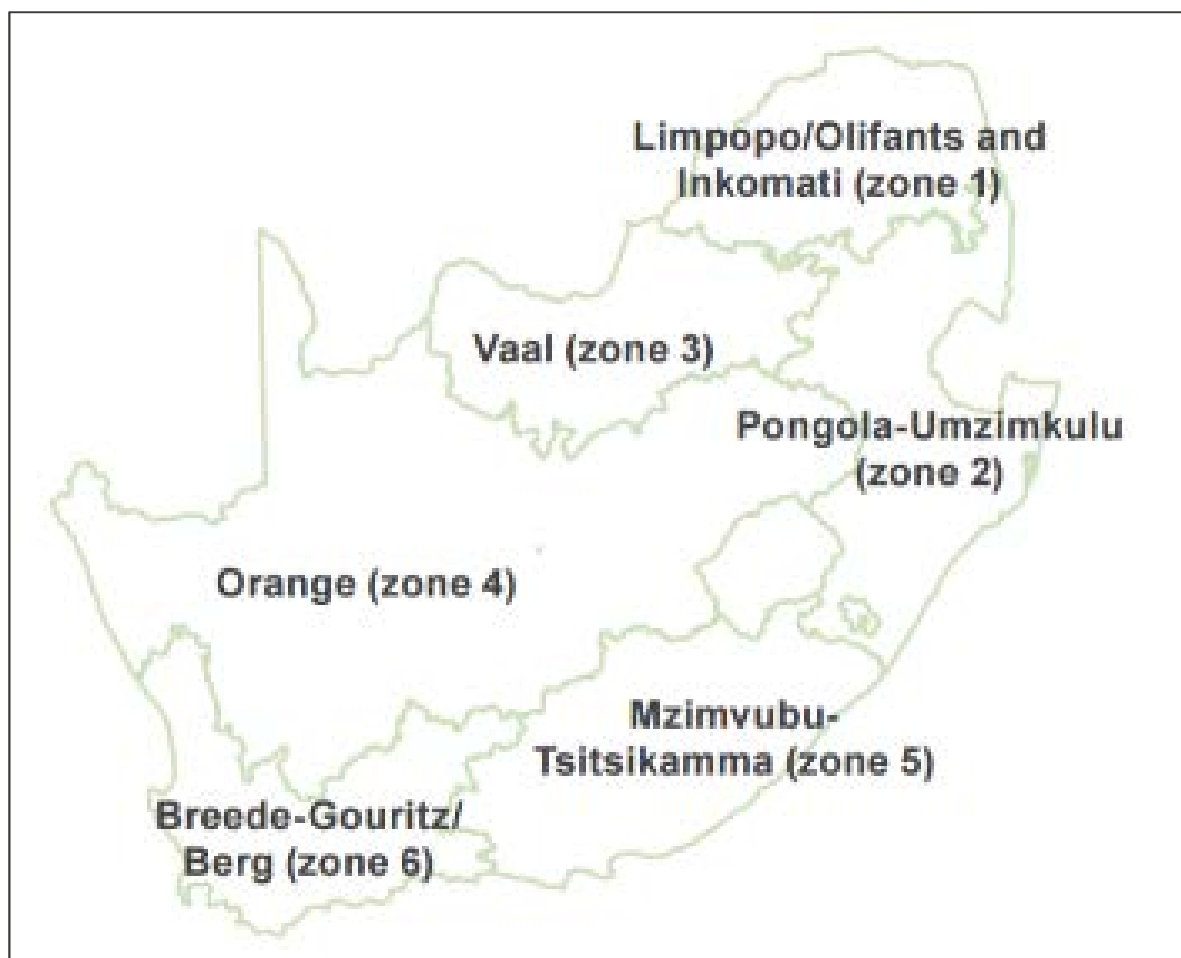 Limpopo/Olifants and
Inkomati (zone 1)
Vaal (zone 3)
Pongola-Umzimkulu
(zone 2)
Orange (zone 4)
Mzimvubu-
Tsitsikamma (zone 5)
Breede-Gouritz/
Berg (zone 6)